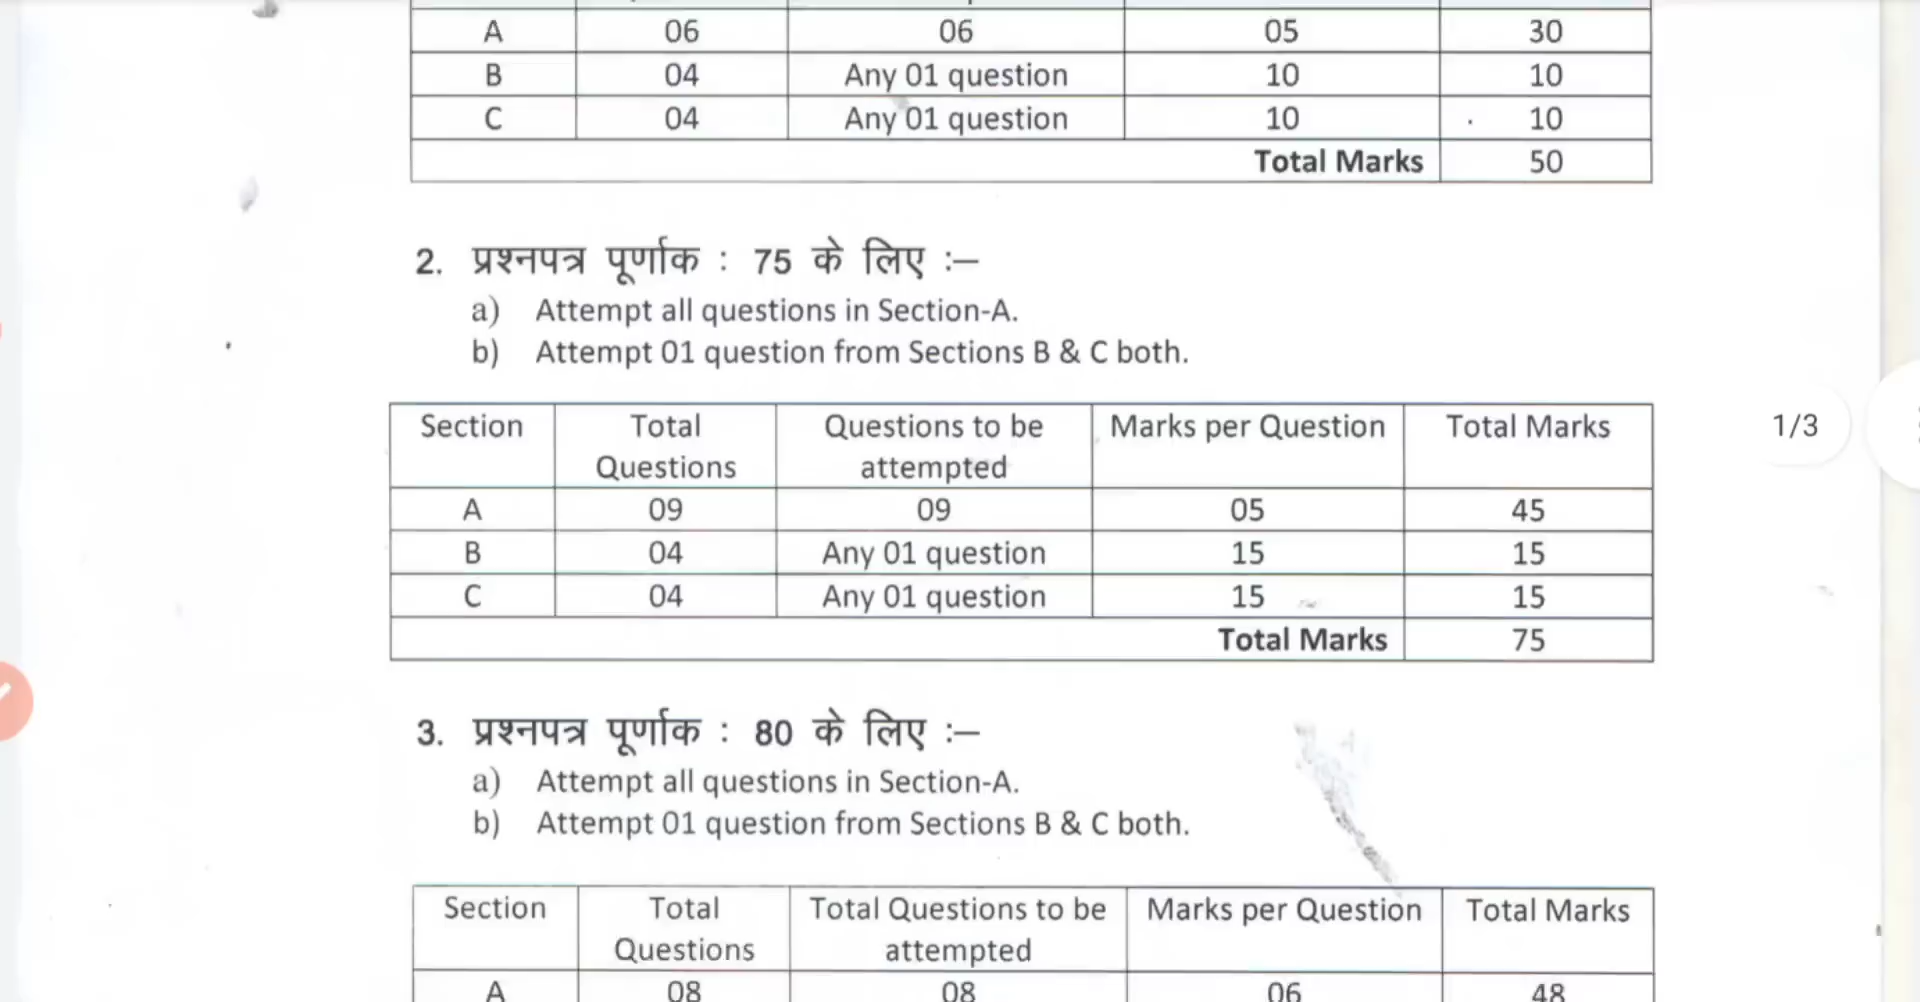 A 06 06 05 30
B 04 Any 01 question 10 10
C 04 Any 01 question 10 10
Total Marks 50
2. प्रश्नपत्र पूर्णांक : 75 के लिए :–
a) Attempt all questions in Section-A.
b) Attempt 01 question from Sections B & C both.
Section Total Questions to be Marks per Question Total Marks
Questions attempted
A 09 09 05 45
B 04 Any 01 question 15 15
C 04 Any 01 question 15 15
Total Marks 75
1/3
3. प्रश्नपत्र पूर्णांक : 80 के लिए :–
a) Attempt all questions in Section-A.
b) Attempt 01 question from Sections B & C both.
Section Total Total Questions to be Marks per Question Total Marks
Questions attempted
A 08 08 06 48